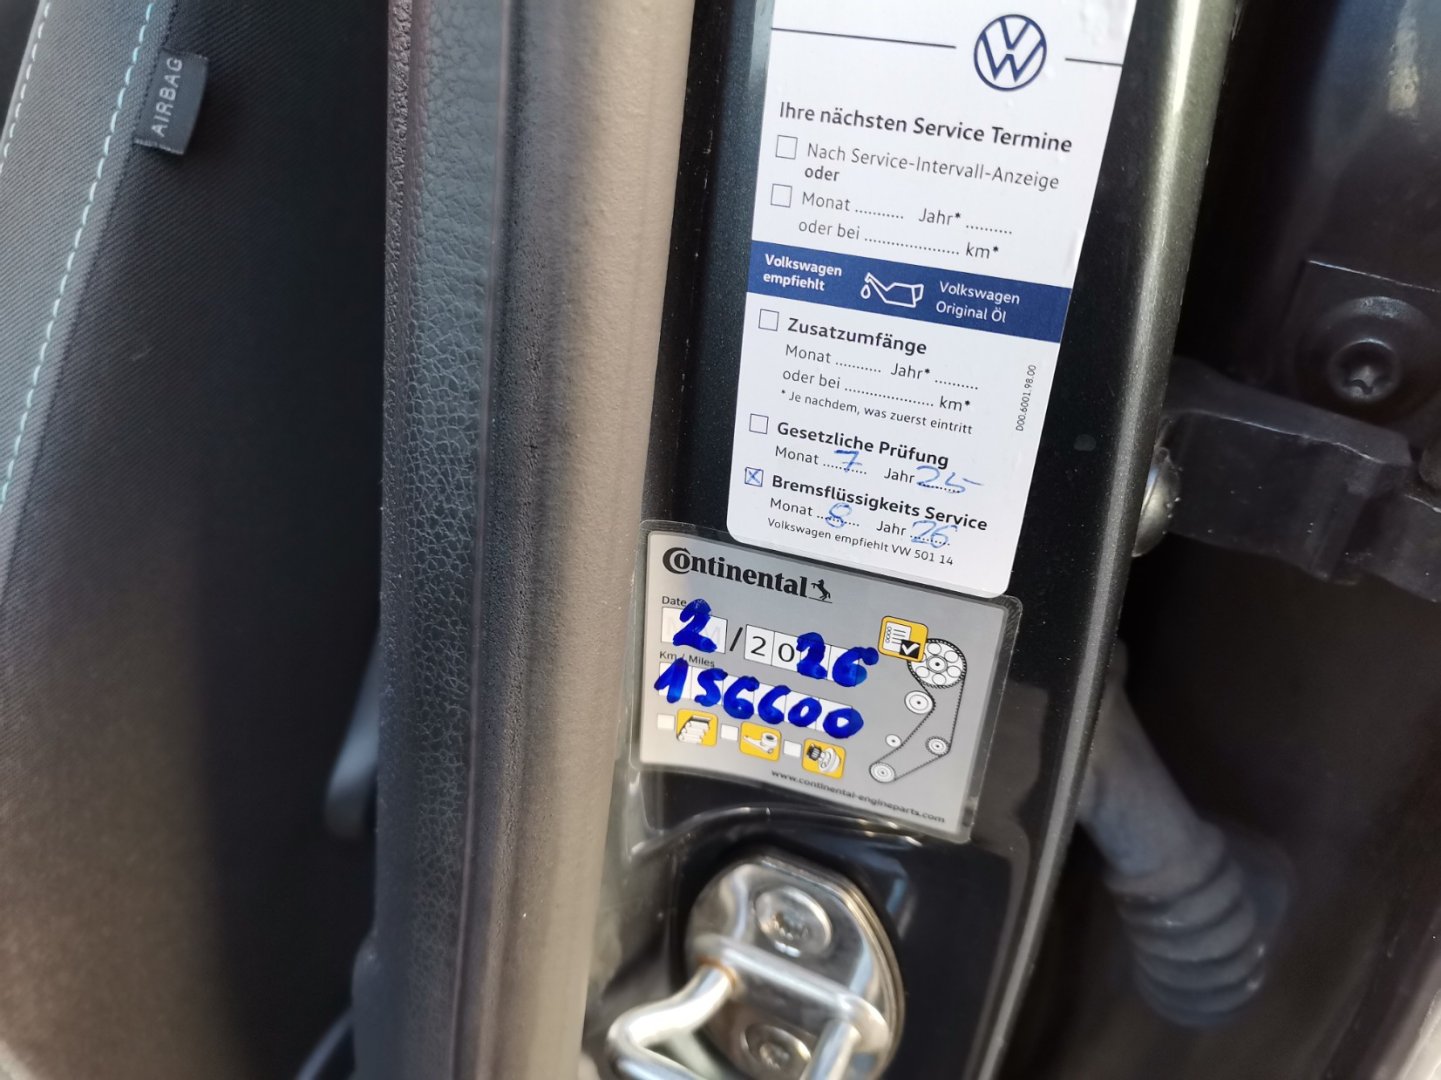 AIRBAG
Ihre nächsten Service Termine
Nach Service-Intervall-Anzeige
oder
Monat ........... Jahr* ..........
oder bei ..................... km*
Volkswagen empfiehlt
Volkswagen Original Öl
Zusatzumfänge
Monat .......... Jahr* ..........
oder bei .................... km*
* Je nachdem, was zuerst eintritt
D00.6001.98.00
Gesetzliche Prüfung
Monat 7 Jahr 25
Bremsflüssigkeits Service
Monat 8 Jahr 26
Volkswagen empfiehlt VW 501 14
Continental
Date
2 / 2026
Km / Miles
156600
www.continental-engineparts.com